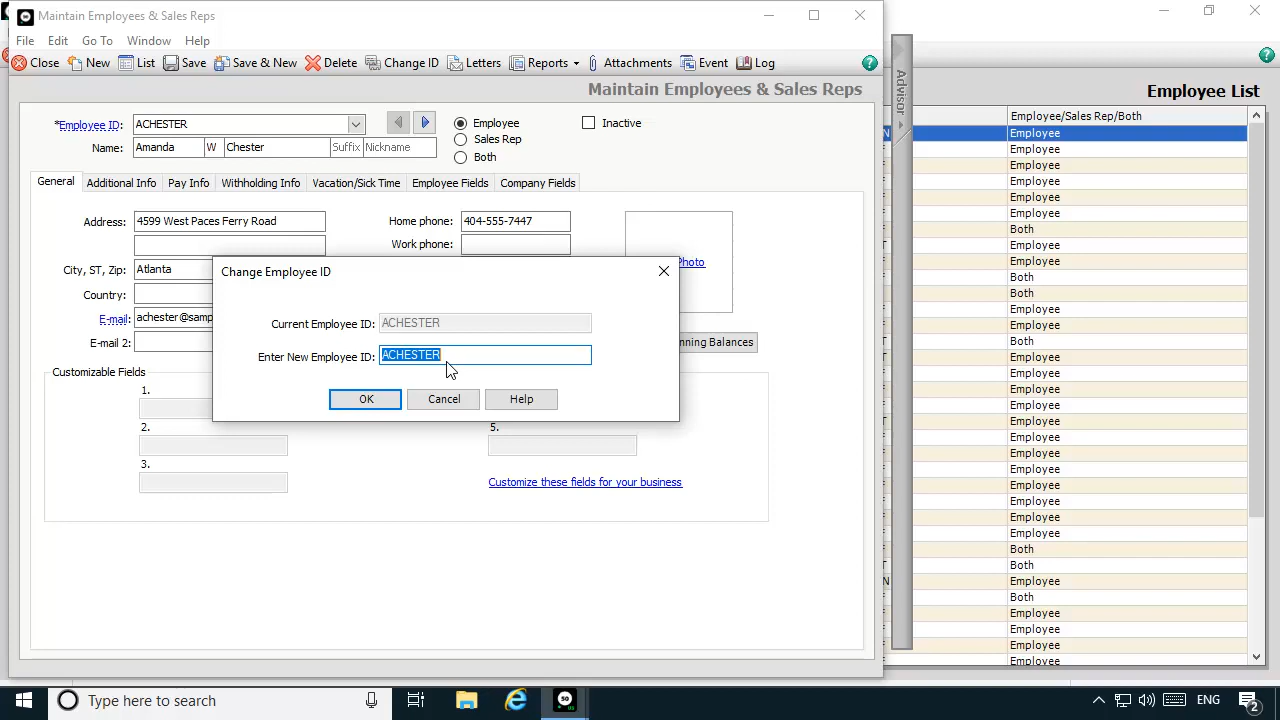 Maintain Employees & Sales Reps
File Edit Go To Window Help
Close New List Save Save & New Delete Change ID Letters Reports Attachments Event Log
Maintain Employees & Sales Reps
*Employee ID: ACHESTER
Employee
Inactive
Name: Amanda W Chester Suffix Nickname
Sales Rep
Both
General Additional Info Pay Info Withholding Info Vacation/Sick Time Employee Fields Company Fields
Address: 4599 West Paces Ferry Road
Home phone: 404-555-7447
Work phone:
City, ST, Zip: Atlanta
Country:
E-mail: achester@samp
E-mail 2:
Photo
nning Balances
Customizable Fields
1.
2.
3.
5.
Customize these fields for your business
Change Employee ID
Current Employee ID: ACHESTER
Enter New Employee ID: ACHESTER
OK Cancel Help
Advisor
Employee List
Employee/Sales Rep/Both
N Employee
Employee
Employee
Employee
Employee
Employee
Both
Employee
Employee
Both
Both
Employee
Employee
Both
Employee
Employee
Employee
Employee
Employee
Employee
Employee
Employee
Employee
Employee
Employee
Employee
Both
Both
Employee
Both
Employee
Employee
Employee
Employee
Type here to search
ENG
2